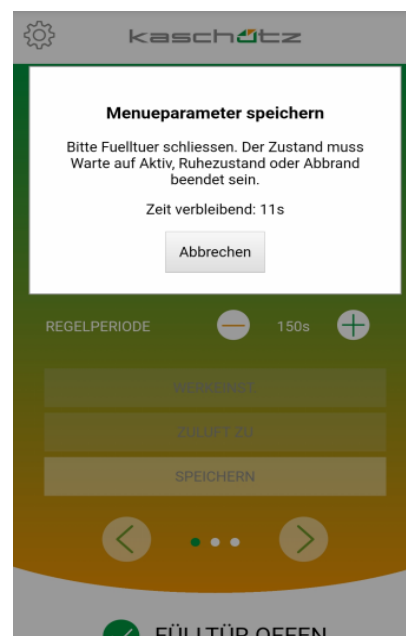 kaschütz
Menueparameter speichern
Bitte Fuelltuer schliessen. Der Zustand muss
Warte auf Aktiv, Ruhezustand oder Abbrand
beendet sein.
Zeit verbleibend: 11s
Abbrechen
REGELPERIODE 150s
WERKEINST
ZULUFT ZU
SPEICHERN
FÜLLTÜR OFFEN